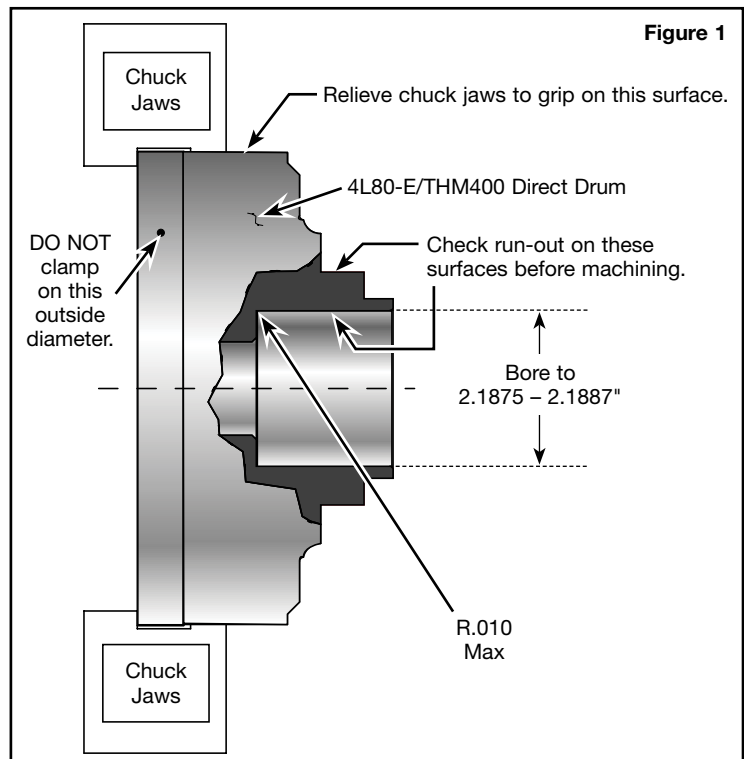 Figure 1
Chuck
Jaws
Relieve chuck jaws to grip on this surface.
4L80-E/THM400 Direct Drum
DO NOT
clamp
on this
outside
diameter.
Check run-out on these
surfaces before machining.
Bore to
2.1875 – 2.1887"
R.010
Max
Chuck
Jaws